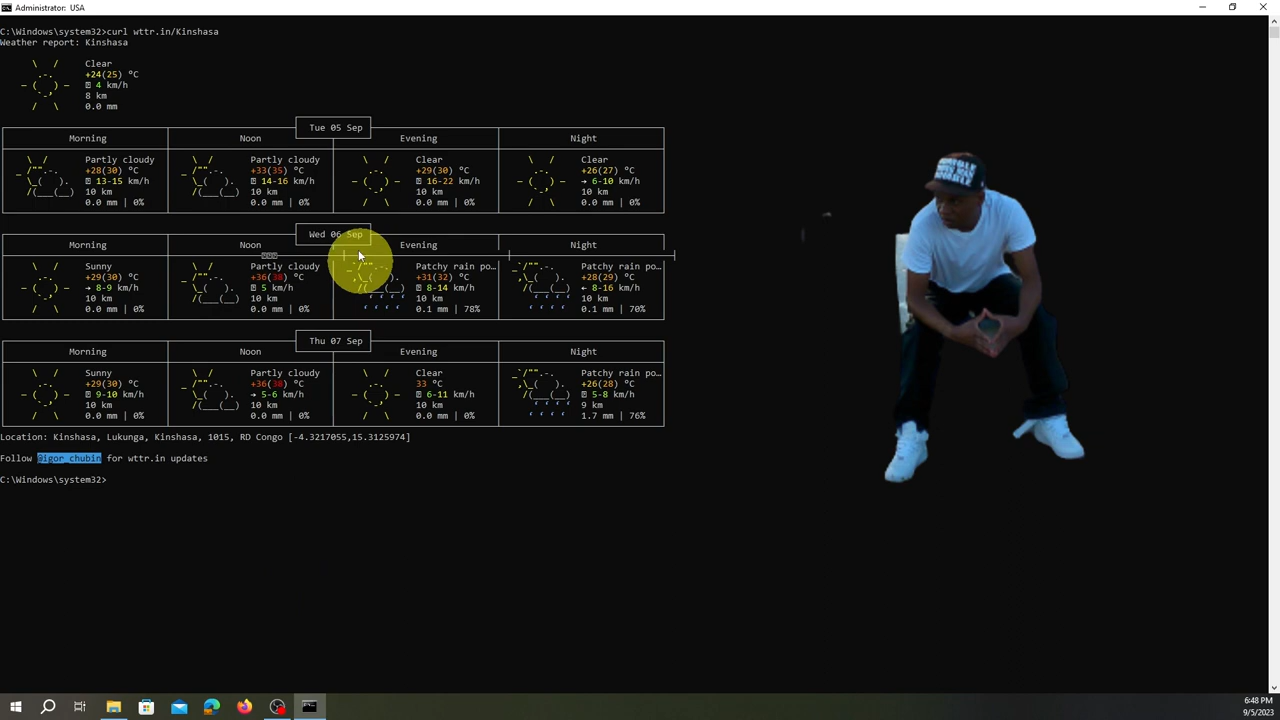 Administrator: USA
C:\Windows\system32>curl wttr.in/Kinshasa
Weather report: Kinshasa
Clear
+24(25) °C
4 km/h
8 km
0.0 mm
Tue 05 Sep
Morning Noon Evening Night
Partly cloudy Partly cloudy Clear Clear
+28(30) °C +33(35) °C +29(30) °C +26(27) °C
13-15 km/h 14-16 km/h 16-22 km/h → 6-10 km/h
10 km 10 km 10 km 10 km
0.0 mm | 0% 0.0 mm | 0% 0.0 mm | 0% 0.0 mm | 0%
Wed 06 Sep
Morning Noon Evening Night
Sunny Partly cloudy Patchy rain po… Patchy rain po…
+29(30) °C +36(38) °C +31(32) °C +28(29) °C
→ 8-9 km/h 5 km/h 8-14 km/h ← 8-16 km/h
10 km 10 km 10 km 10 km
0.0 mm | 0% 0.0 mm | 0% 0.1 mm | 78% 0.1 mm | 70%
Thu 07 Sep
Morning Noon Evening Night
Sunny Partly cloudy Clear Patchy rain po…
+29(30) °C +36(38) °C 33 °C +26(28) °C
9-10 km/h → 5-6 km/h 6-11 km/h 5-8 km/h
10 km 10 km 10 km 9 km
0.0 mm | 0% 0.0 mm | 0% 0.0 mm | 0% 1.7 mm | 76%
Location: Kinshasa, Lukunga, Kinshasa, 1015, RD Congo [-4.3217055,15.3125974]
Follow @igor_chubin for wttr.in updates
C:\Windows\system32>
6:48 PM
9/5/2023